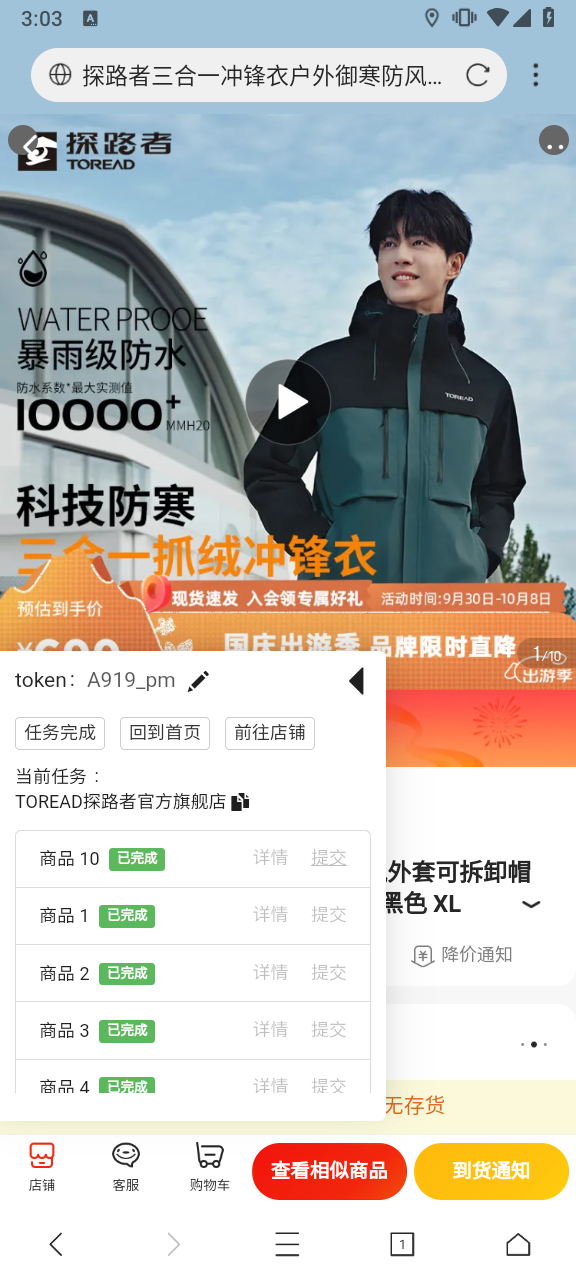 3:03
A
探路者三合一冲锋衣户外御寒防风...
探路者
TOREAD
WATER PROOE
暴雨级防水
防水系数*最大实测值
10000+
MMH20
TOREAD
科技防寒
三合一抓绒冲锋衣
预估到手价
现货速发 入会领专属好礼 活动时间:9月30日-10月8日
国庆出游季 品牌限时直降
1/10
出游季
token: A919_pm
任务完成 回到首页 前往店铺
当前任务：
TOREAD探路者官方旗舰店
商品 10 已完成 详情 提交
商品 1 已完成 详情 提交
商品 2 已完成 详情 提交
商品 3 已完成 详情 提交
商品 4 已完成 详情 提交
外套可拆卸帽
黑色 XL
降价通知
无存货
店铺
客服
购物车
查看相似商品
到货通知
1